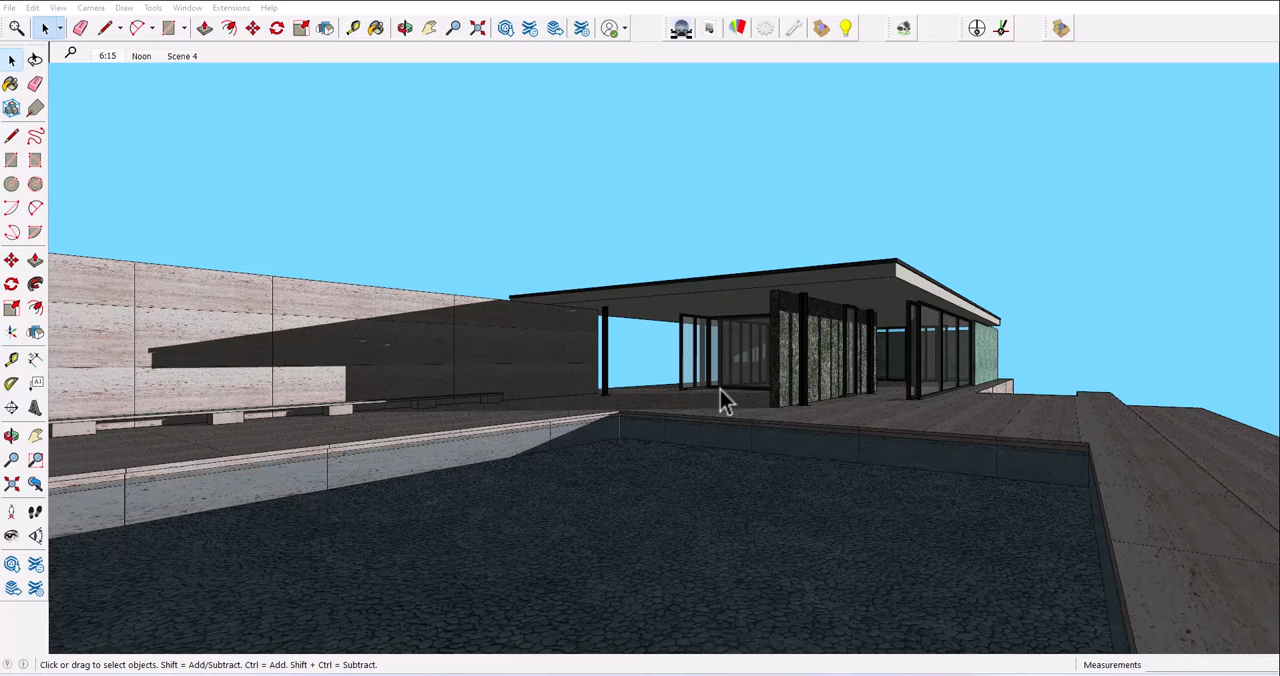 File Edit View Camera Draw Tools Window Extensions Help
6:15 Noon Scene 4
A1
Click or drag to select objects. Shift = Add/Subtract. Ctrl = Add. Shift + Ctrl = Subtract. Measurements